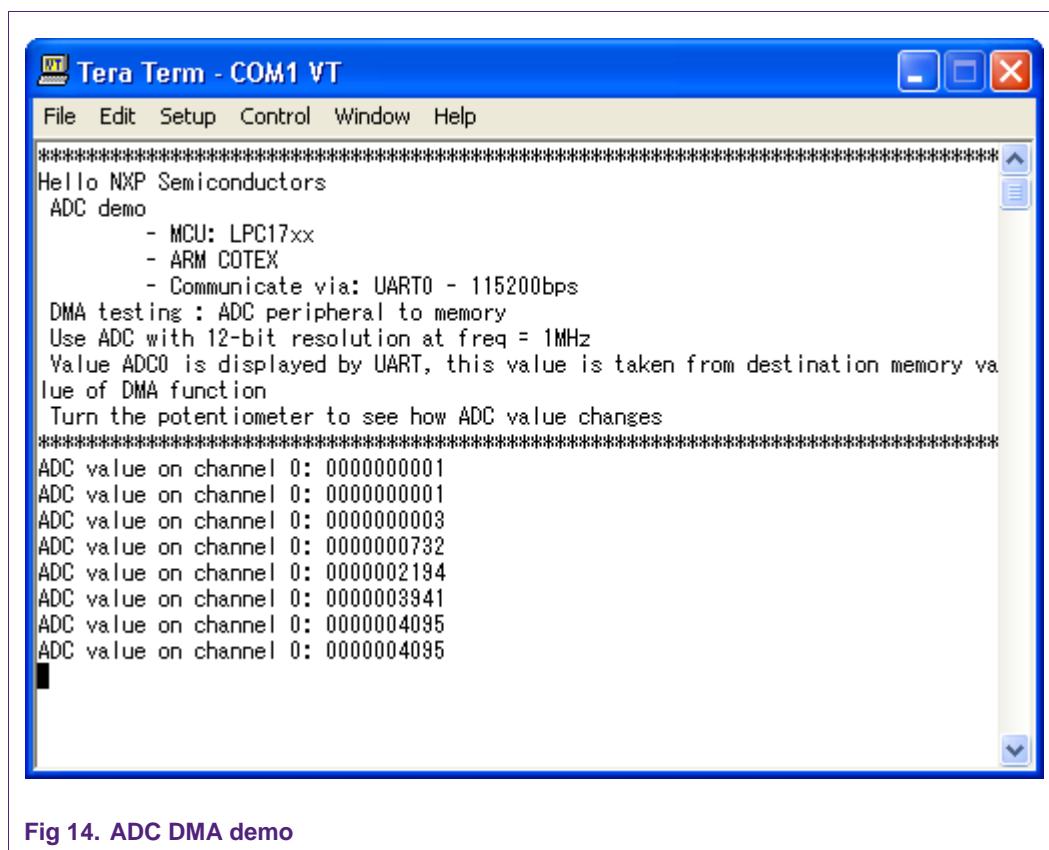 Tera Term - COM1 VT
File Edit Setup Control Window Help
********************************************************************************
Hello NXP Semiconductors
ADC demo
- MCU: LPC17xx
- ARM COTEX
- Communicate via: UART0 - 115200bps
DMA testing : ADC peripheral to memory
Use ADC with 12-bit resolution at freq = 1MHz
Value ADC0 is displayed by UART, this value is taken from destination memory va
lue of DMA function
Turn the potentiometer to see how ADC value changes
********************************************************************************
ADC value on channel 0: 0000000001
ADC value on channel 0: 0000000001
ADC value on channel 0: 0000000003
ADC value on channel 0: 0000000732
ADC value on channel 0: 0000002194
ADC value on channel 0: 0000003941
ADC value on channel 0: 0000004095
ADC value on channel 0: 0000004095
Fig 14. ADC DMA demo